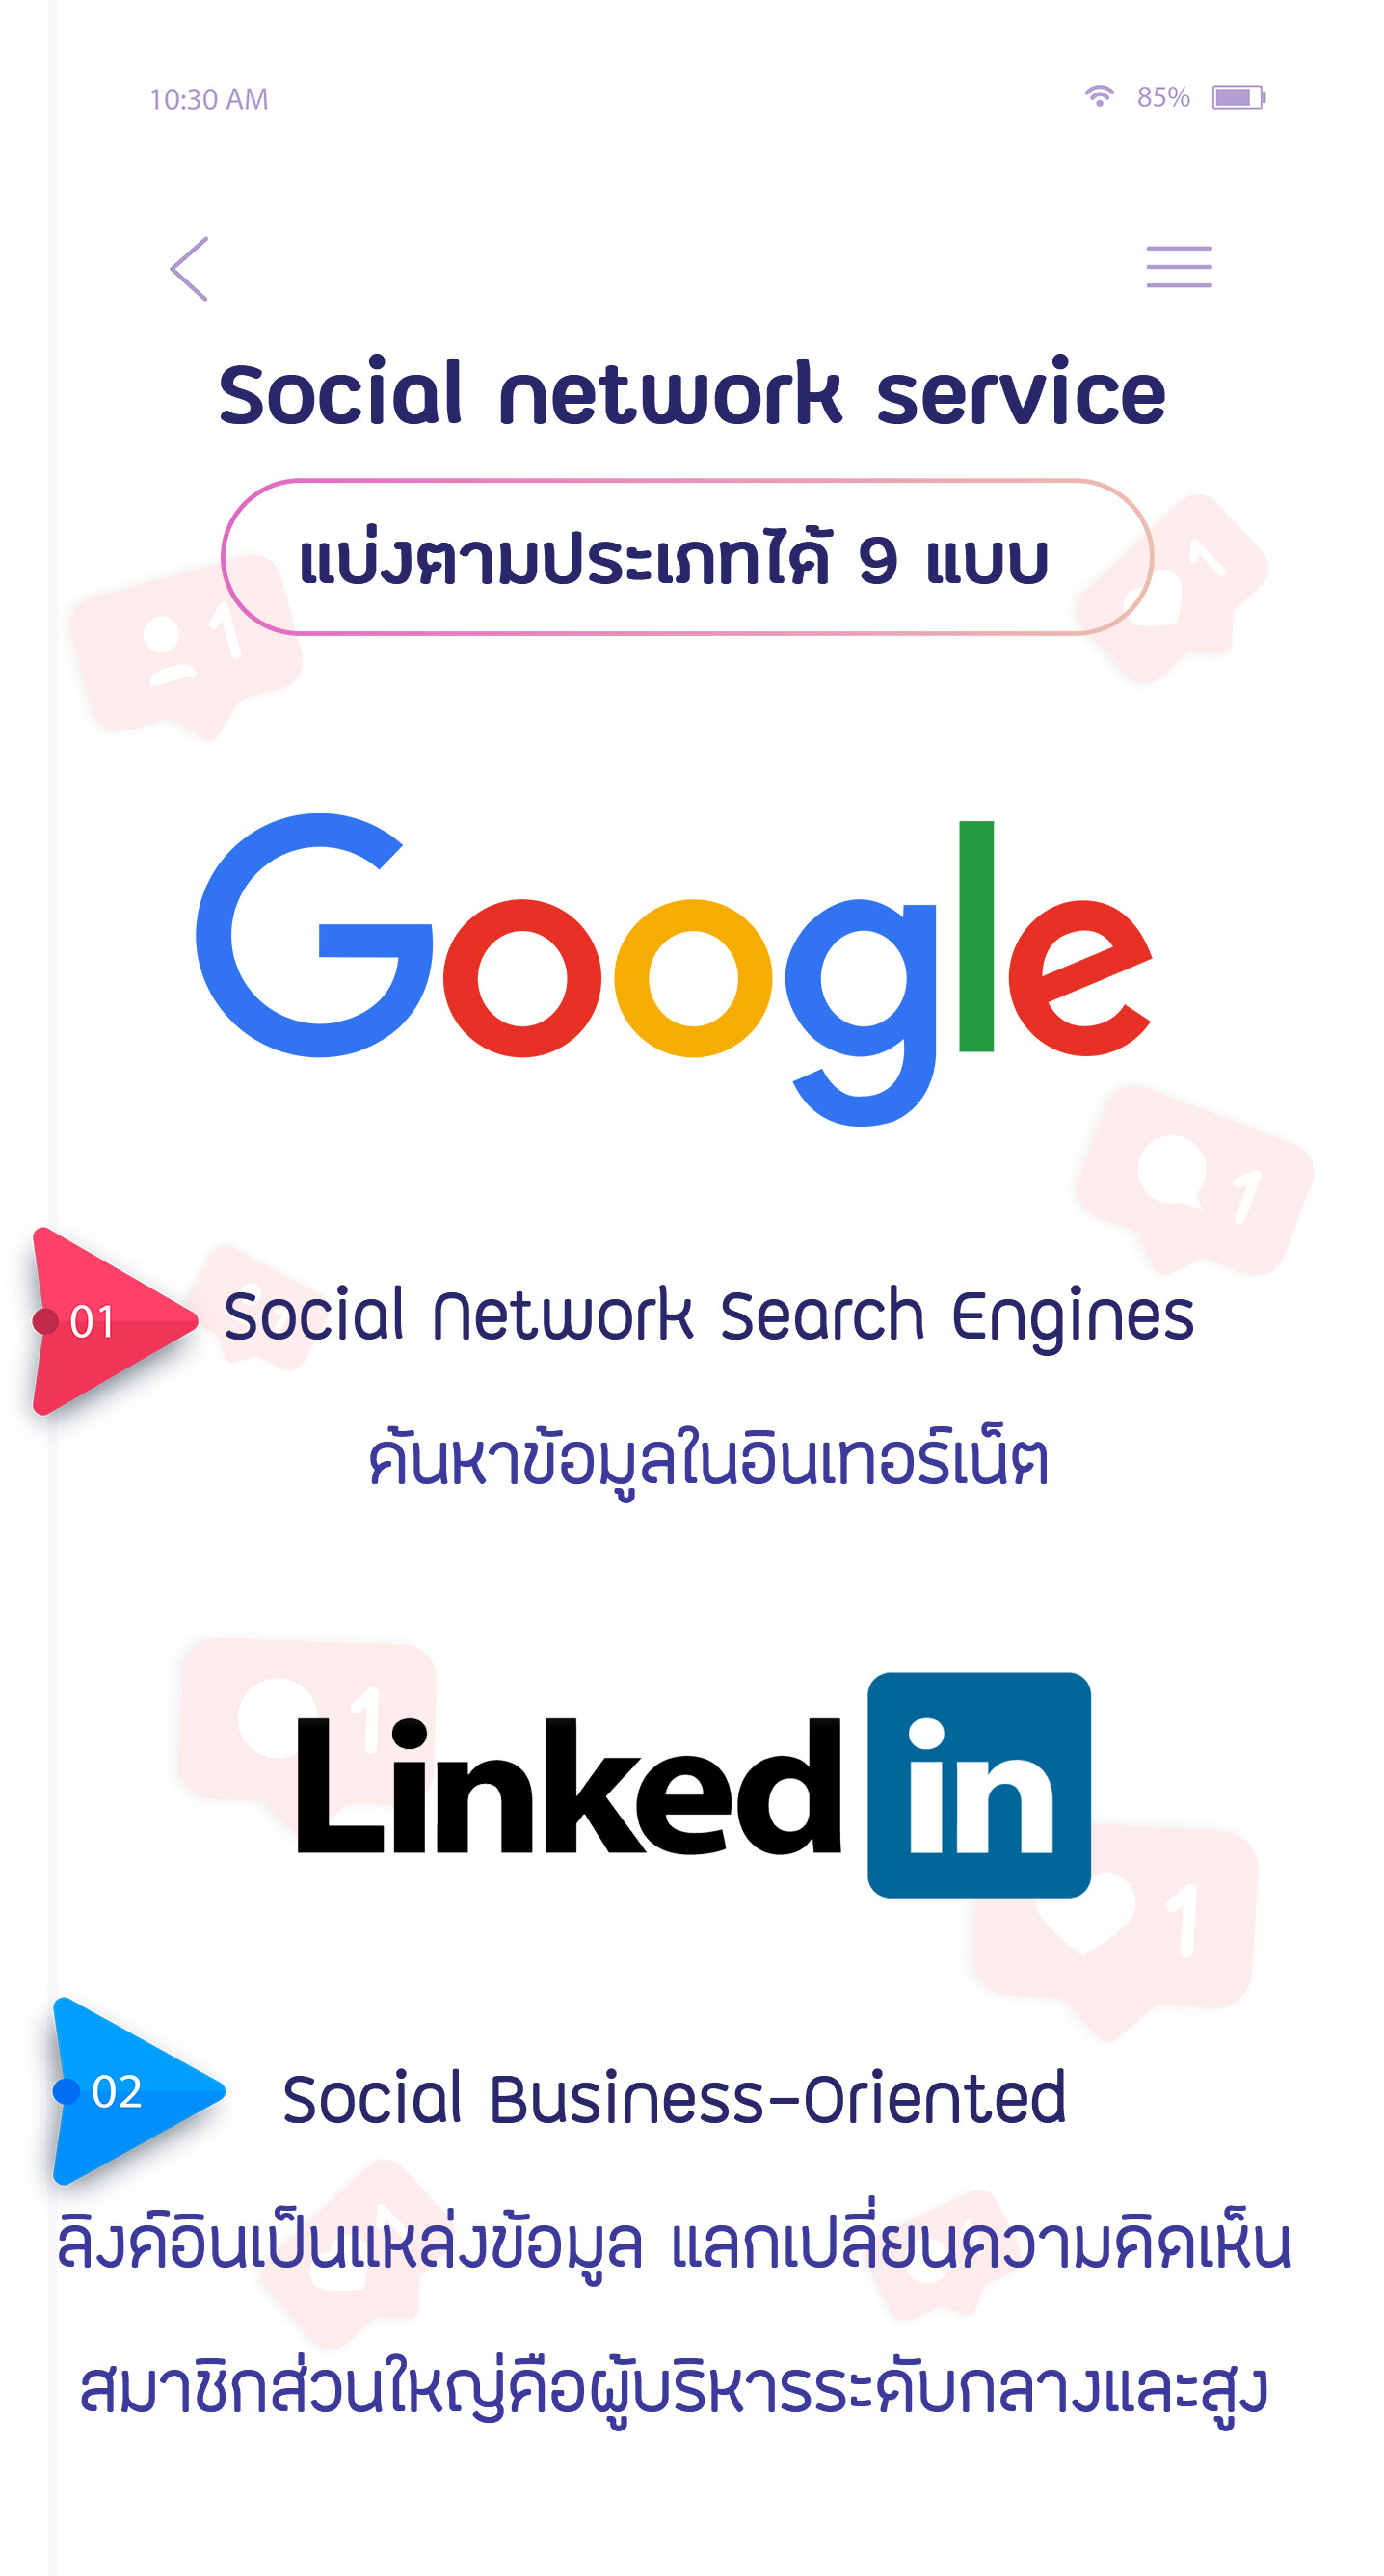 10:30 AM
85%
Social network service
แบ่งตามประเภทได้ 9 แบบ
1
1
Google
1
01
Social Network Search Engines
ค้นหาข้อมูลในอินเทอร์เน็ต
1
Linked in
1
02
Social Business-Oriented
ลิงค์อินเป็นแหล่งข้อมูล แลกเปลี่ยนความคิดเห็น
สมาชิกส่วนใหญ่คือผู้บริหารระดับกลางและสูง